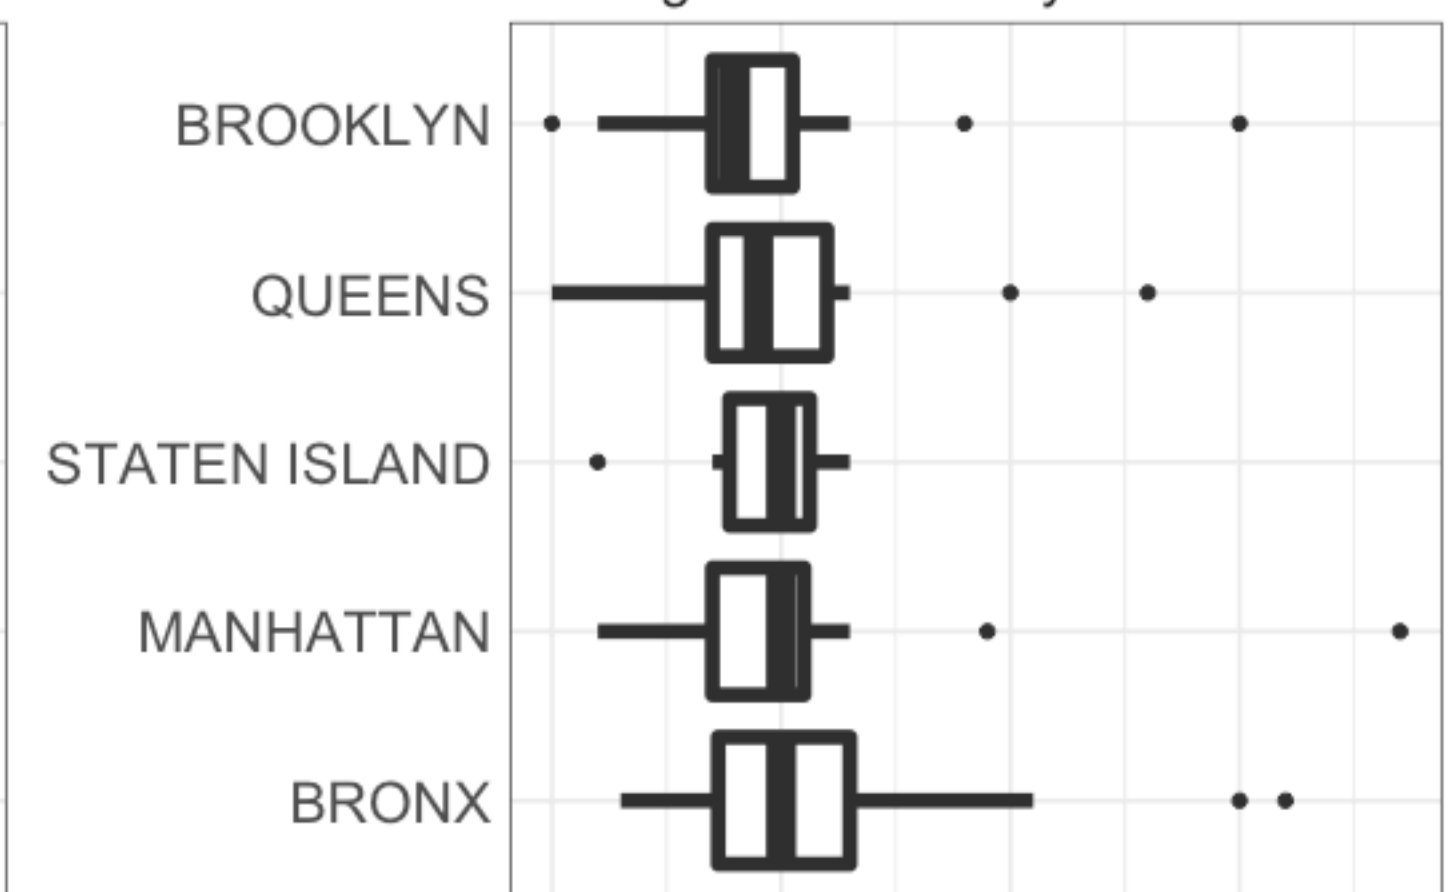 BROOKLYN
QUEENS
STATEN ISLAND
MANHATTAN
BRONX